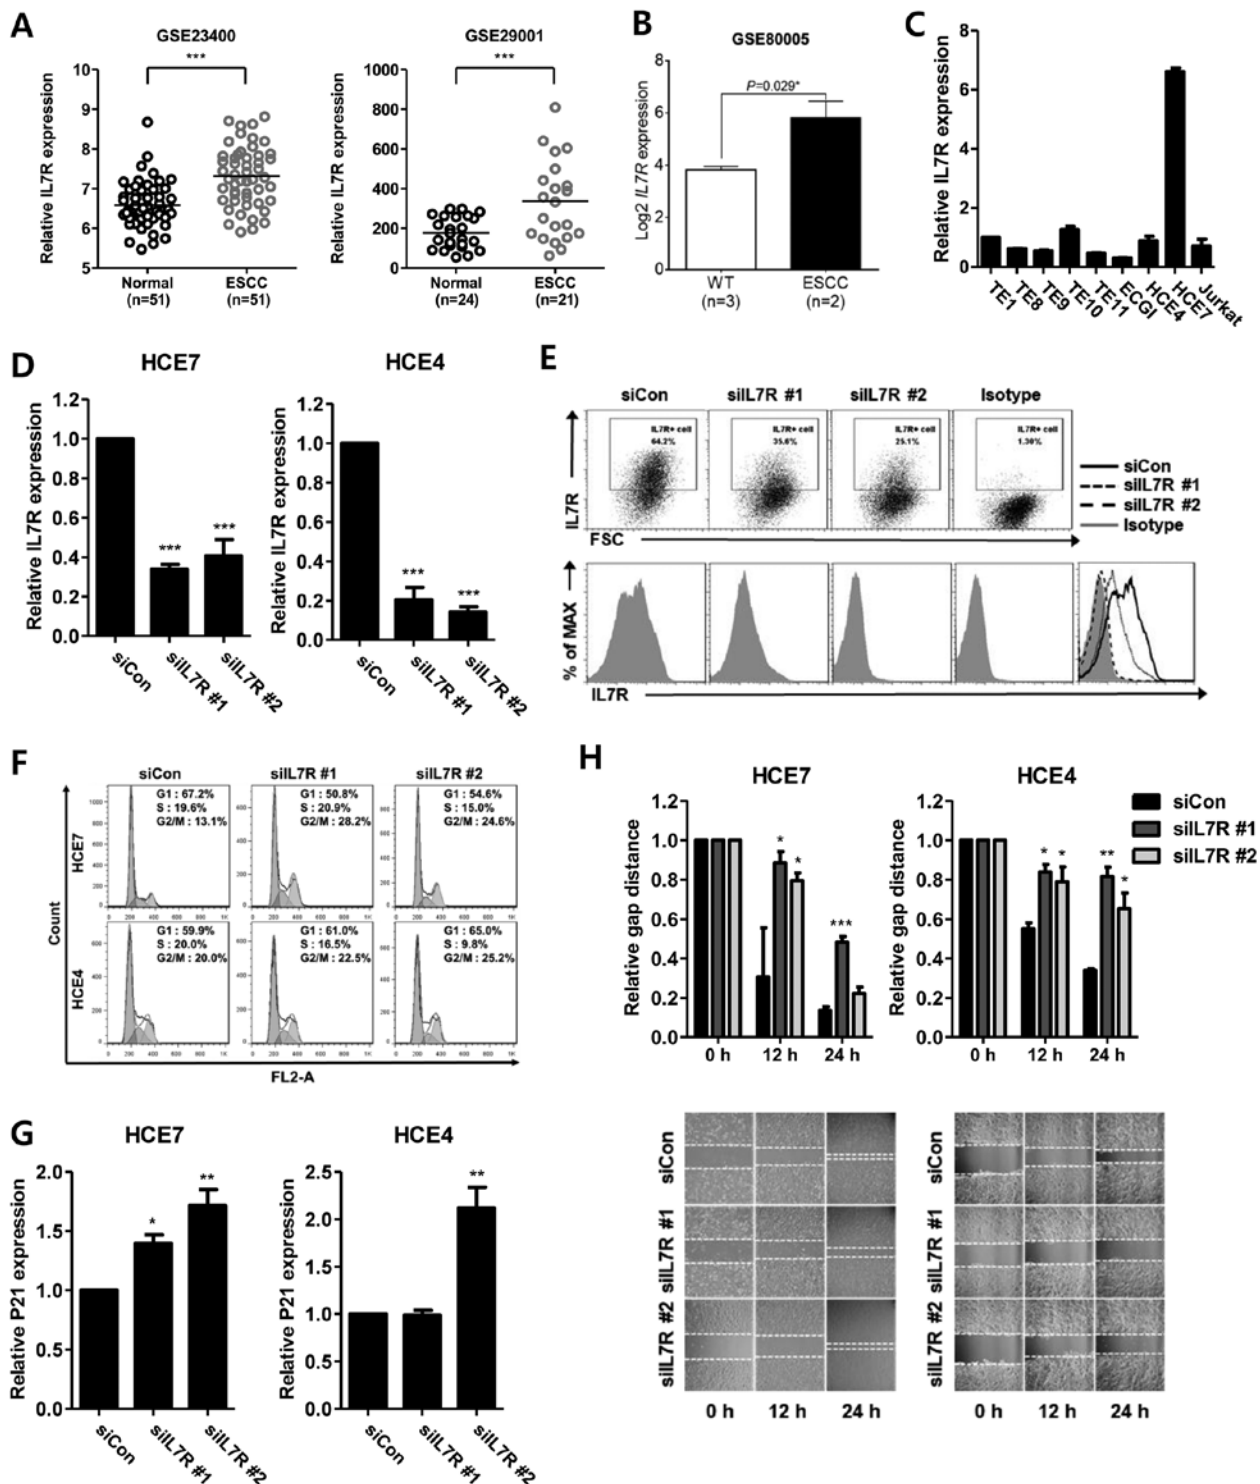 A
GSE23400
***
Relative IL7R expression
10
9
8
7
6
5
Normal
(n=51)
ESCC
(n=51)
GSE29001
***
Relative IL7R expression
1000
800
600
400
200
0
Normal
(n=24)
ESCC
(n=21)
B
GSE80005
P=0.029*
Log2 IL7R expression
8
6
4
2
0
WT
(n=3)
ESCC
(n=2)
C
Relative IL7R expression
8
6
4
2
0
TE1
TE8
TE9
TE10
TE11
ECGI
HCE4
HCE7
Jurkat
D
HCE7
Relative IL7R expression
1.2
1.0
0.8
0.6
0.4
0.2
0.0
***
***
siCon
siIL7R #1
siIL7R #2
HCE4
Relative IL7R expression
1.2
1.0
0.8
0.6
0.4
0.2
0.0
***
***
siCon
siIL7R #1
siIL7R #2
E
siCon
siIL7R #1
siIL7R #2
Isotype
IL7R+ cell
64.2%
IL7R+ cell
35.6%
IL7R+ cell
25.1%
IL7R+ cell
1.30%
IL7R
FSC
siCon
siIL7R #1
siIL7R #2
Isotype
% of MAX
IL7R
F
siCon
siIL7R #1
siIL7R #2
HCE7
G1 : 67.2%
S : 19.6%
G2/M : 13.1%
G1 : 50.8%
S : 20.9%
G2/M : 28.2%
G1 : 54.6%
S : 15.0%
G2/M : 24.6%
HCE4
G1 : 59.9%
S : 20.0%
G2/M : 20.0%
G1 : 61.0%
S : 16.5%
G2/M : 22.5%
G1 : 65.0%
S : 9.8%
G2/M : 25.2%
Count
FL2-A
G
HCE7
Relative P21 expression
2.0
1.5
1.0
0.5
0.0
*
**
siCon
siIL7R #1
siIL7R #2
HCE4
Relative P21 expression
2.5
2.0
1.5
1.0
0.5
0.0
**
siCon
siIL7R #1
siIL7R #2
H
HCE7
Relative gap distance
1.2
1.0
0.8
0.6
0.4
0.2
0.0
*
*
***
0 h
12 h
24 h
HCE4
Relative gap distance
1.2
1.0
0.8
0.6
0.4
0.2
0.0
*
*
**
*
0 h
12 h
24 h
siCon
siIL7R #1
siIL7R #2
siCon
siIL7R #1
siIL7R #2
0 h
12 h
24 h
siCon
siIL7R #1
siIL7R #2
0 h
12 h
24 h